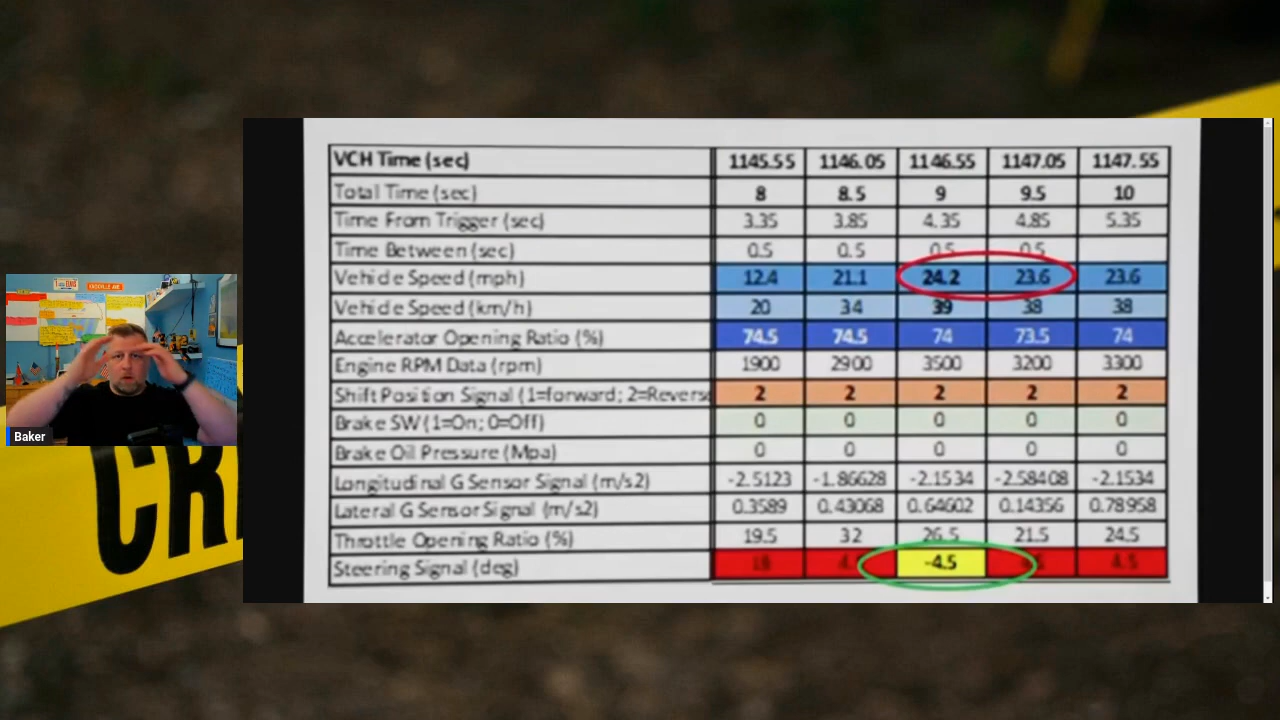 VCH Time (sec) 1145.55 1146.05 1146.55 1147.05 1147.55
Total Time (sec) 8 8.5 9 9.5 10
Time From Trigger (sec) 3.35 3.85 4.35 4.85 5.35
Time Between (sec) 0.5 0.5 0.5 0.5
Vehicle Speed (mph) 12.4 21.1 24.2 23.6 23.6
Vehicle Speed (km/h) 20 34 39 38 38
Accelerator Opening Ratio (%) 74.5 74.5 74 73.5 74
Engine RPM Data (rpm) 1900 2900 3500 3200 3300
Shift Position Signal (1=forward; 2=Reverse 2 2 2 2 2
Brake SW (1=On; 0=Off) 0 0 0 0 0
Brake Oil Pressure (Mpa) 0 0 0 0 0
Longitudinal G Sensor Signal (m/s2) -2.5123 -1.86628 -2.1534 -2.58408 -2.1534
Lateral G Sensor Signal (m/s2) 0.3589 0.43068 0.64602 0.14356 0.78958
Throttle Opening Ratio (%) 19.5 32 26.5 21.5 24.5
Steering Signal (deg) 18 -4.5 4.5
Baker
CRI